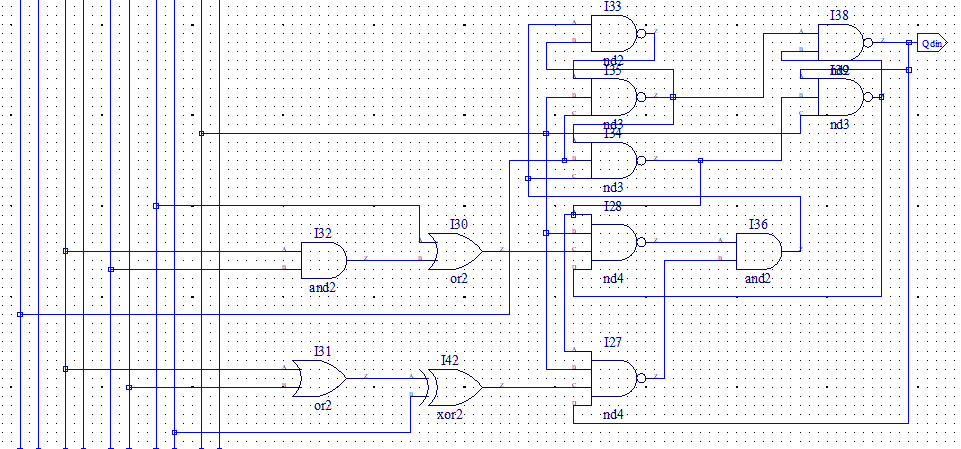 I33
nd2
I35
nd3
I34
nd3
I38
nd2
I39
nd3
Qdin
I28
nd4
I36
and2
I32
and2
I30
or2
I31
or2
I42
xor2
I27
nd4